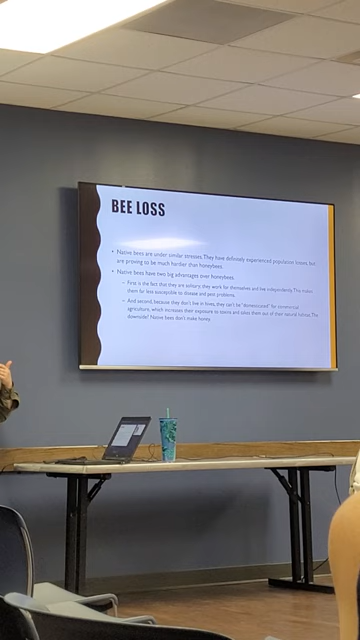 BEE LOSS
• Native bees are under similar stresses. They have definitely experienced population losses, but
are proving to be much hardier than honeybees.
• Native bees have two big advantages over honeybees.
• First is the fact that they are solitary; they work for themselves and live independently. This makes
them far less susceptible to disease and pest problems.
• And second, because they don't live in hives, they can't be "domesticated" for commercial
agriculture, which increases their exposure to toxins and takes them out of their natural habitat. The
downside? Native bees don't make honey.